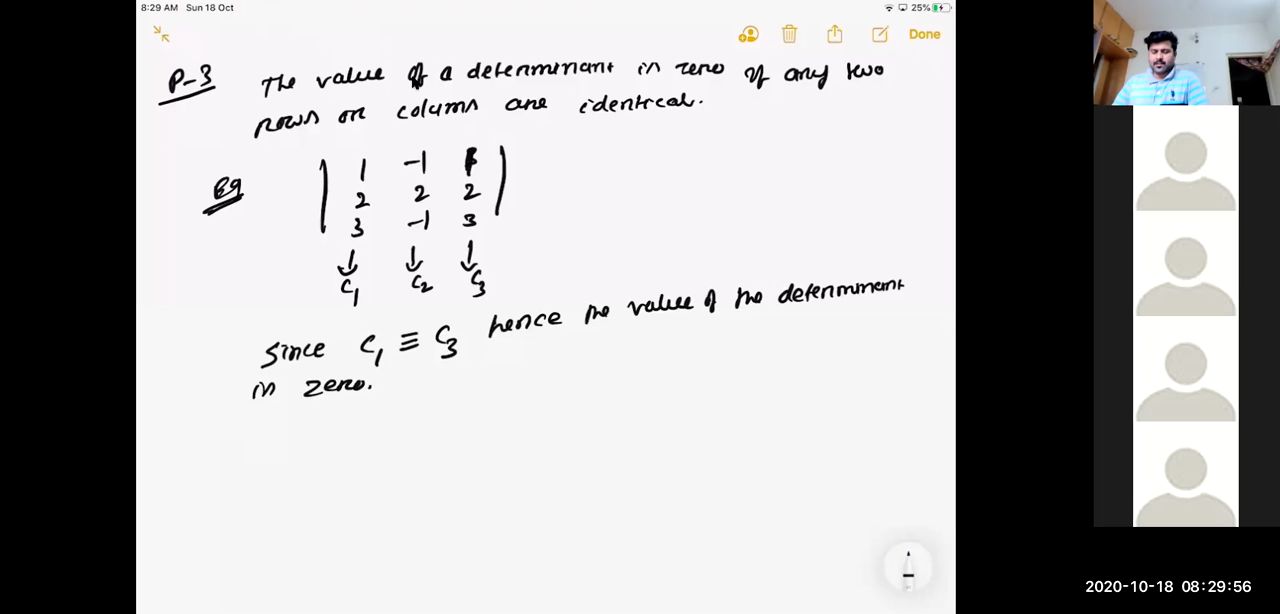 8:29 AM Sun 18 Oct
25%
Done
P-3 The value of a determinant is zero if any two
rows or column are identical.
Eg
1 -1 1
2 2 2
3 -1 3
↓ ↓ ↓
C1 C2 C3
Since C1 ≡ C3 hence the value of the determinant
is zero.
2020-10-18 08:29:56